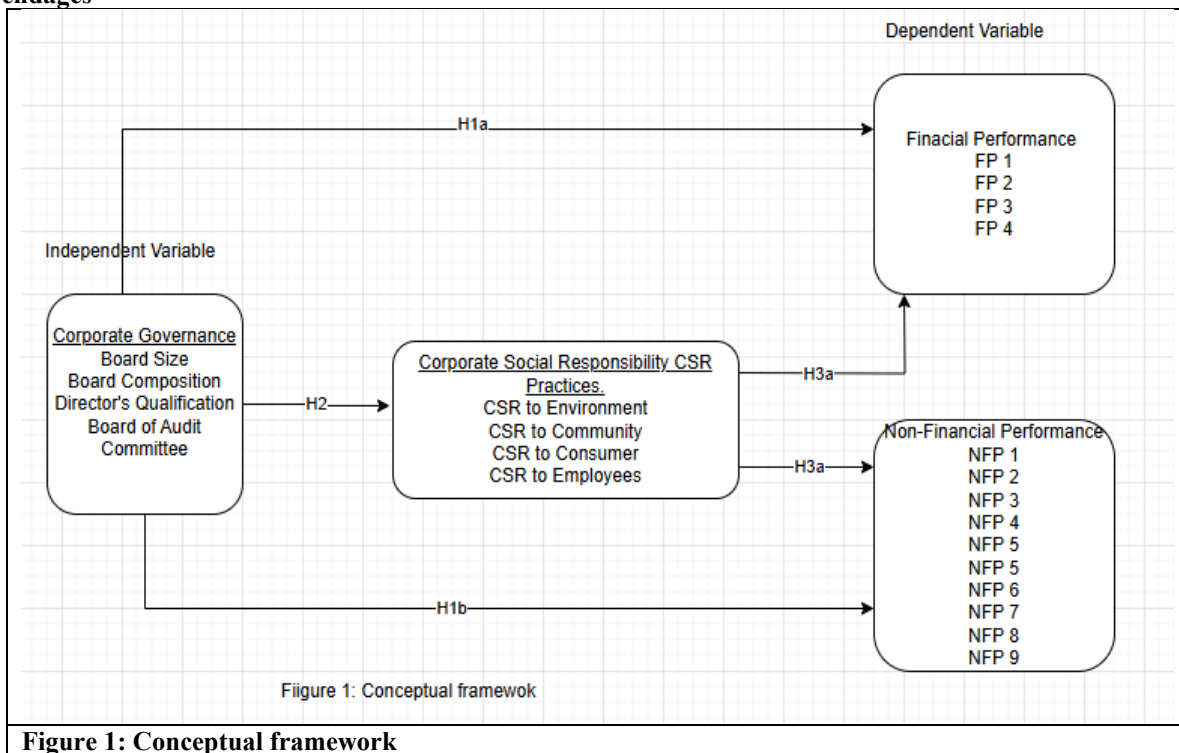 endages
Dependent Variable
H1a
Finacial Performance
FP 1
FP 2
FP 3
FP 4
Independent Variable
Corporate Governance
Board Size
Board Composition
Director's Qualification
Board of Audit
Committee
H2
Corporate Social Responsibility CSR
Practices.
CSR to Environment
CSR to Community
CSR to Consumer
CSR to Employees
H3a
H3a
Non-Financial Performance
NFP 1
NFP 2
NFP 3
NFP 4
NFP 5
NFP 5
NFP 6
NFP 7
NFP 8
NFP 9
H1b
Fiigure 1: Conceptual framewok
Figure 1: Conceptual framework